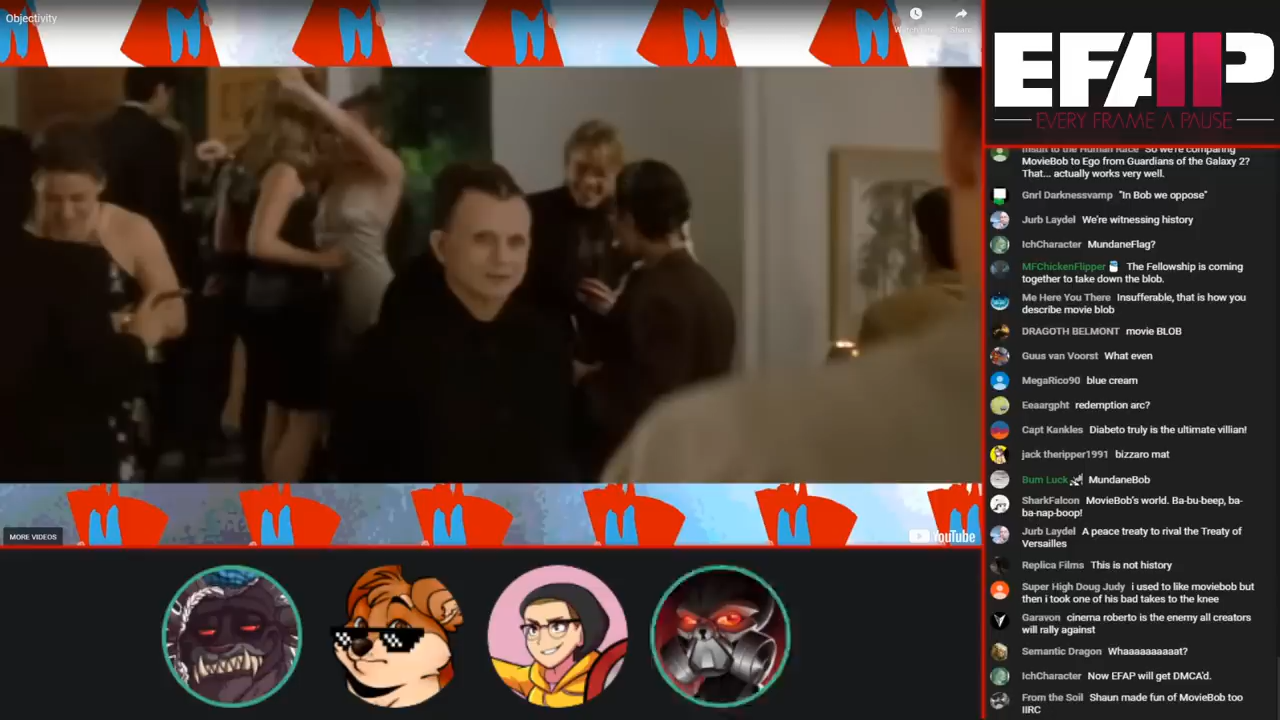 Objectivity
Share
MORE VIDEOS
YouTube
EFAP
EVERY FRAME A PAUSE
Insult to the Human Race So we're comparing
MovieBob to Ego from Guardians of the Galaxy 2?
That... actually works very well.
Gnrl Darknessvamp "In Bob we oppose"
Jurb Laydel We're witnessing history
IchCharacter MundaneFlag?
MFChickenFlipper The Fellowship is coming
together to take down the blob.
Me Here You There Insufferable, that is how you
describe movie blob
DRAGOTH BELMONT movie BLOB
Guus van Voorst What even
MegaRico90 blue cream
Eeaargpht redemption arc?
Capt Kankles Diabeto truly is the ultimate villian!
jack theripper1991 bizzaro mat
Bum Luck MundaneBob
SharkFalcon MovieBob's world. Ba-bu-beep, ba-
ba-nap-boop!
Jurb Laydel A peace treaty to rival the Treaty of
Versailles
Replica Films This is not history
Super High Doug Judy i used to like moviebob but
then i took one of his bad takes to the knee
Garavon cinema roberto is the enemy all creators
will rally against
Semantic Dragon Whaaaaaaaaaat?
IchCharacter Now EFAP will get DMCA'd.
From the Soil Shaun made fun of MovieBob too
IIRC